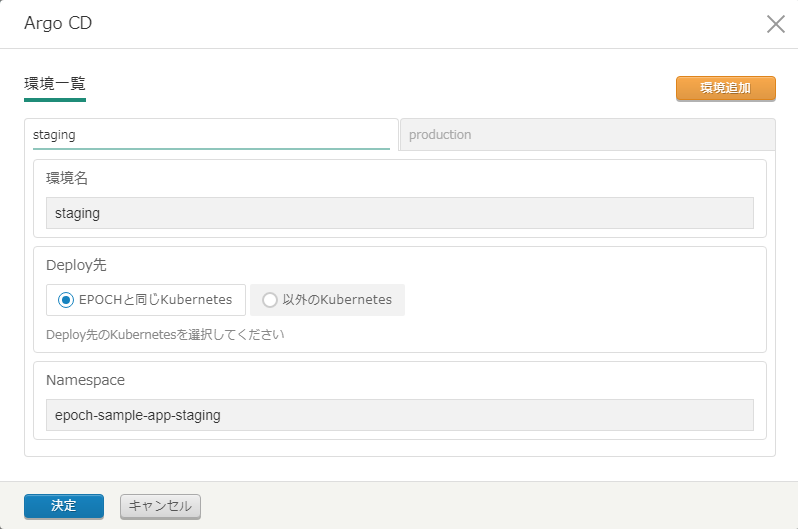 Argo CD
環境一覧
環境追加
staging
production
環境名
staging
Deploy先
EPOCHと同じKubernetes
以外のKubernetes
Deploy先のKubernetesを選択してください
Namespace
epoch-sample-app-staging
決定
キャンセル